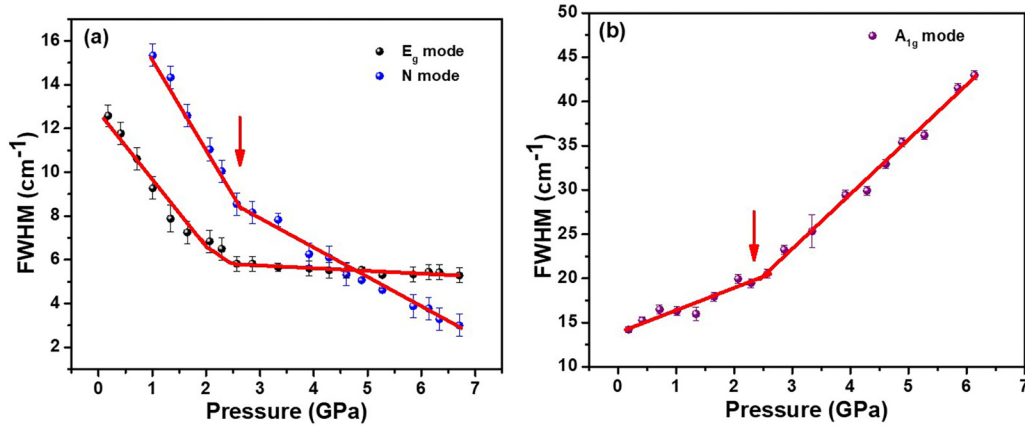 (a)
E_g mode
N mode
FWHM (cm⁻¹)
16
14
12
10
8
6
4
2
0 1 2 3 4 5 6 7
Pressure (GPa)
(b)
A_1g mode
FWHM (cm⁻¹)
50
45
40
35
30
25
20
15
10
0 1 2 3 4 5 6 7
Pressure (GPa)